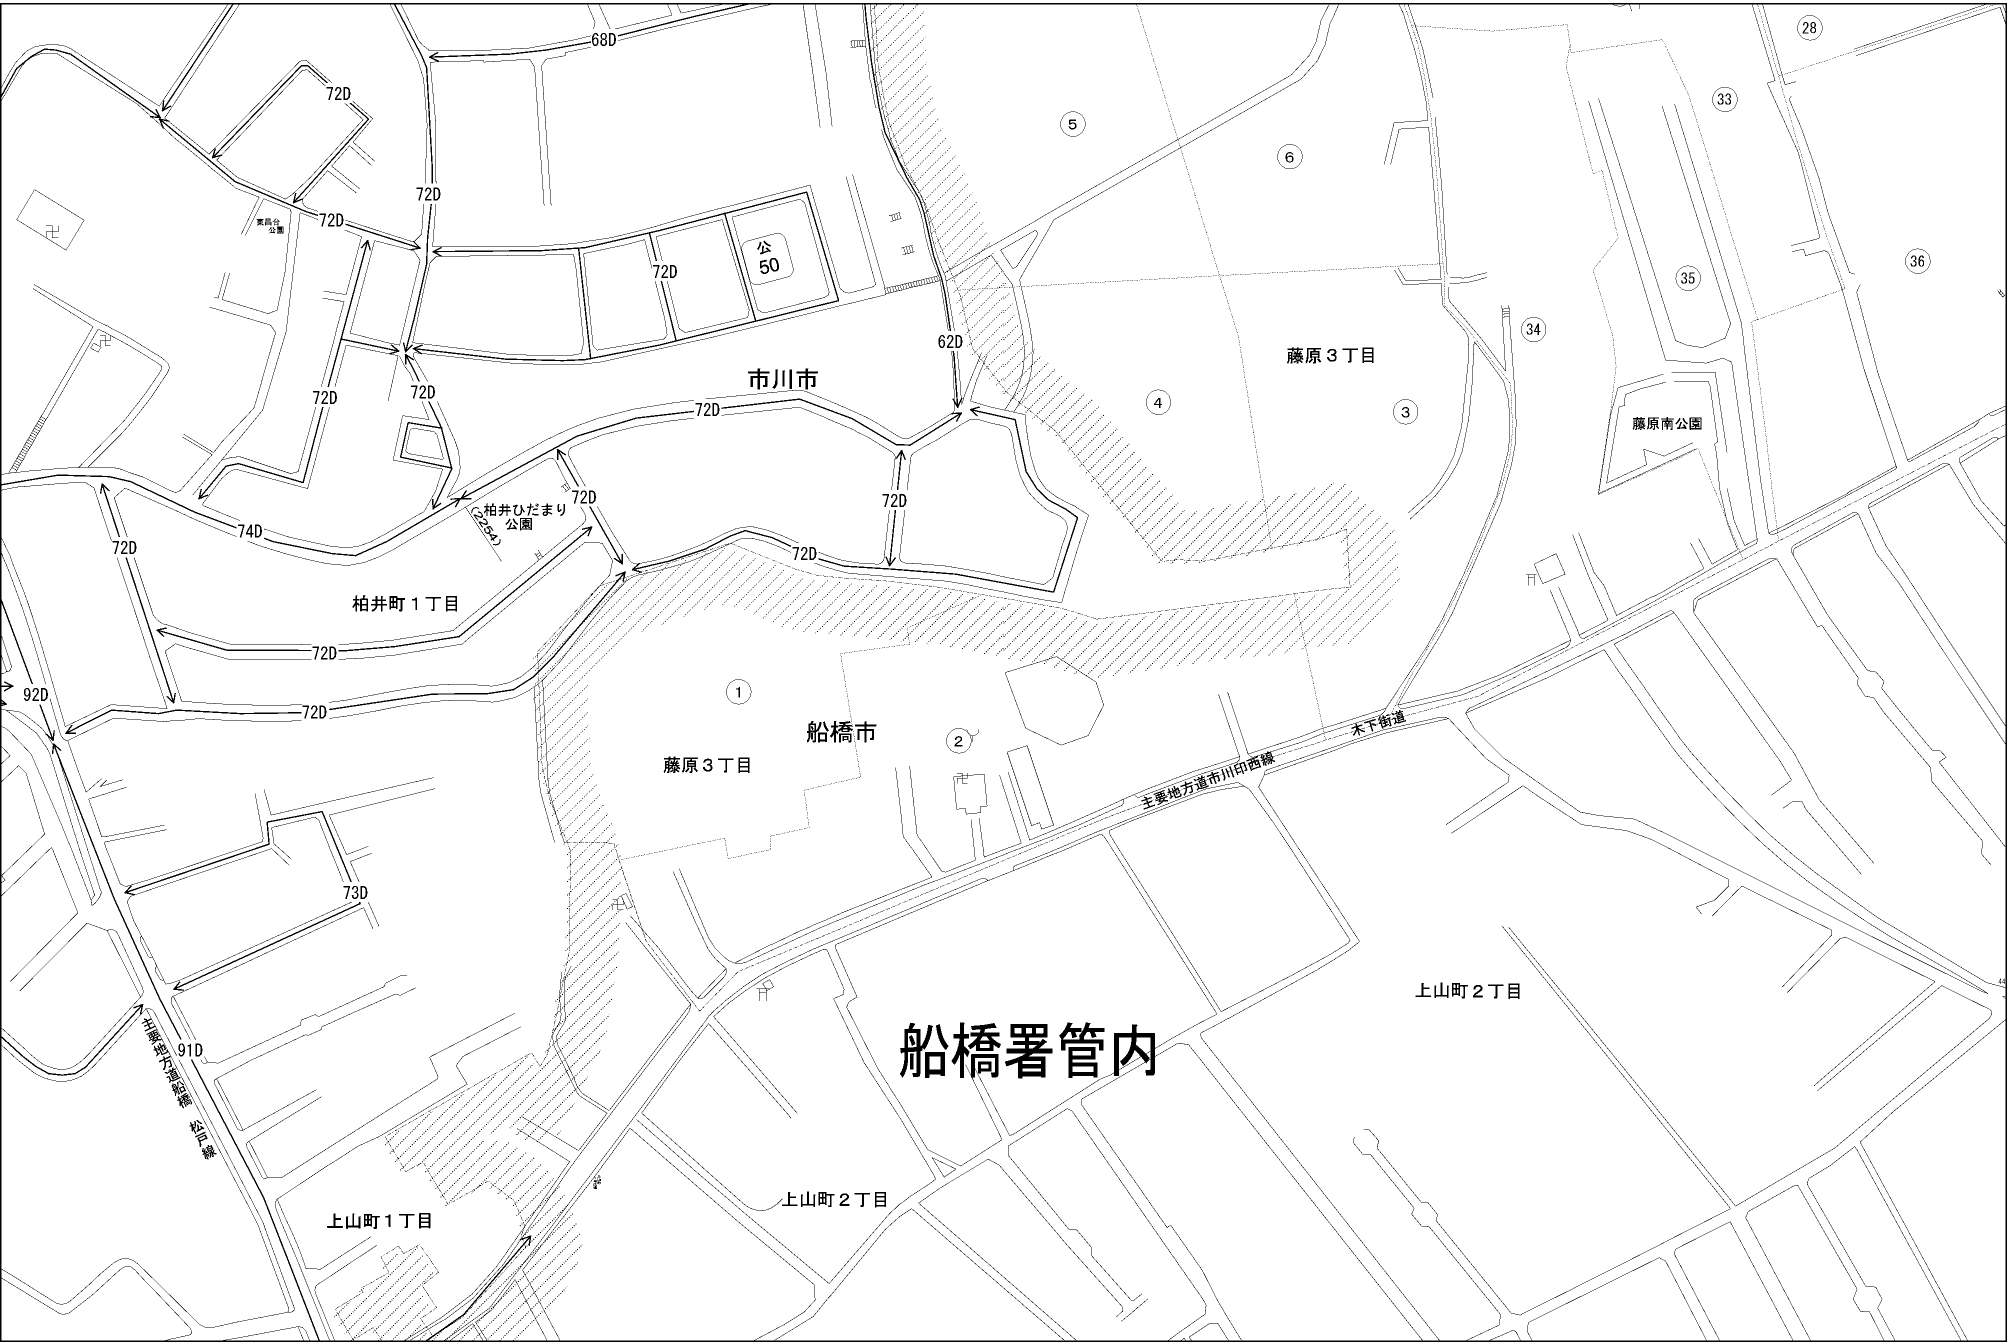 68D
28
72D
33
5
6
72D
72D
東昌台
公園
72D
公
50
72D
36
35
34
62D
藤原３丁目
市川市
72D
72D
72D
4
3
藤原南公園
72D
72D
柏井ひだまり
公園
(2254)
74D
72D
72D
柏井町１丁目
72D
92D
1
72D
船橋市
2
木下街道
藤原３丁目
主要地方道市川印西線
73D
上山町２丁目
船橋署管内
91D
主要地方道船橋 松戸線
上山町２丁目
上山町１丁目